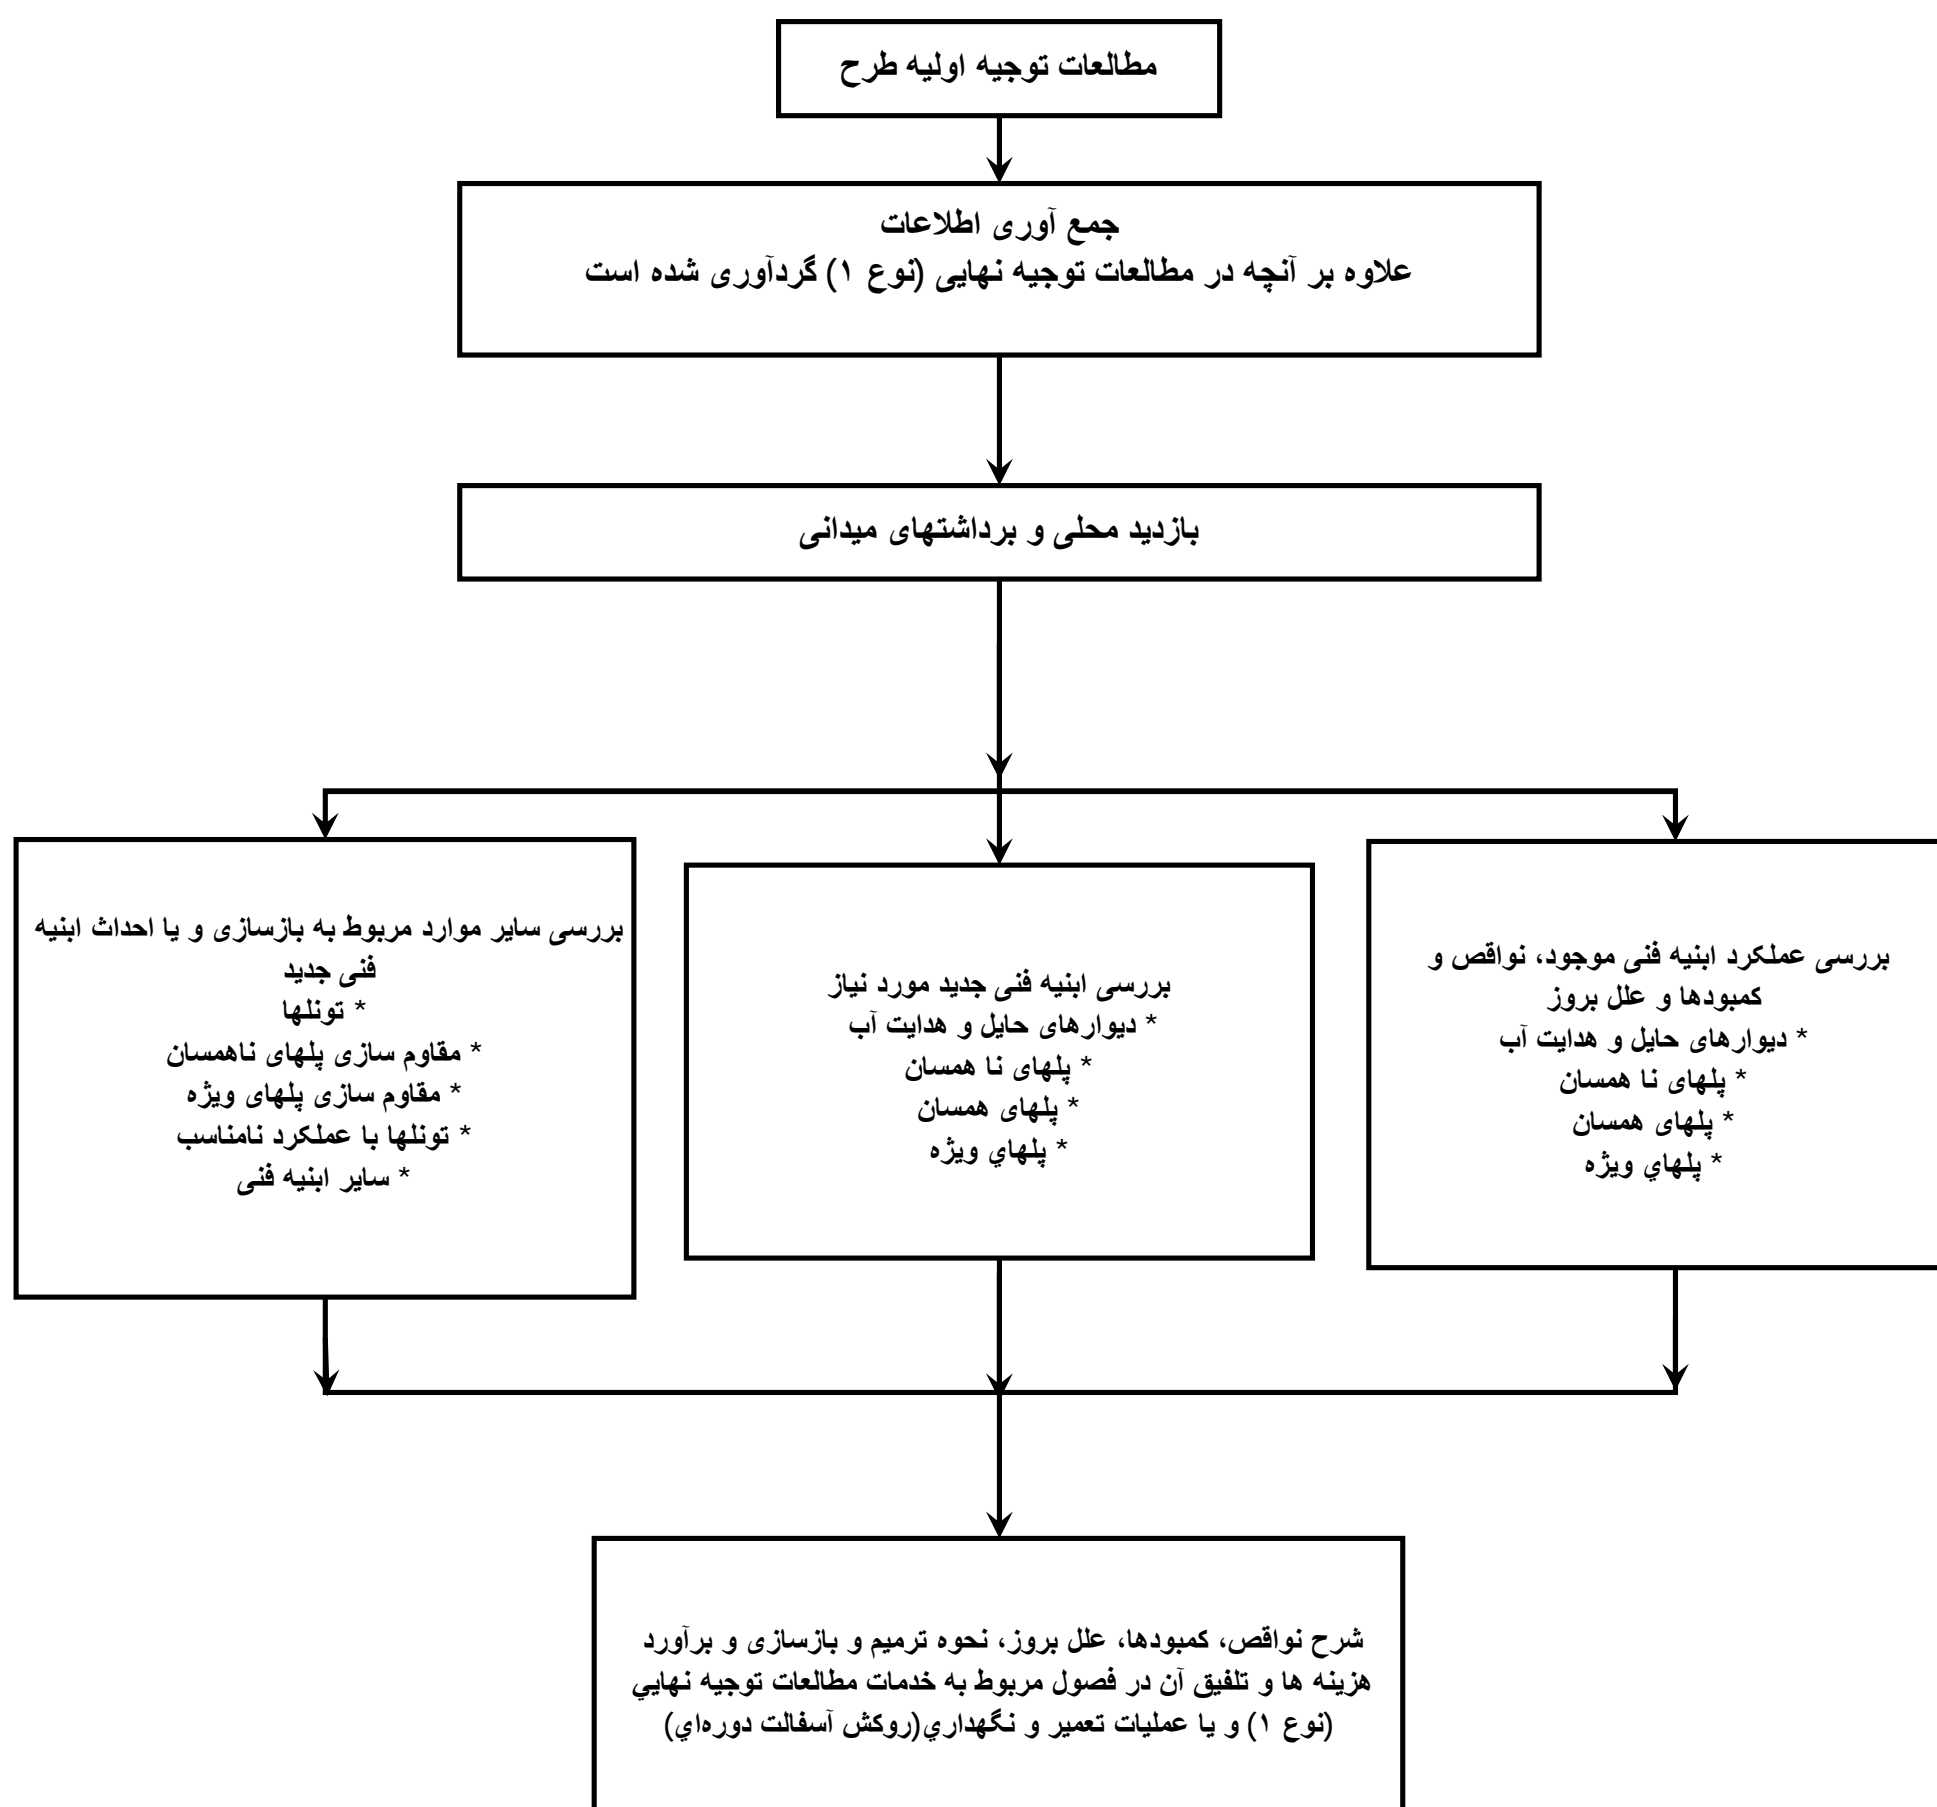 مطالعات توجیه اولیه طرح
جمع آوری اطلاعات
علاوه بر آنچه در مطالعات توجیه نهایی (نوع ۱) گردآوری شده است
بازدید محلی و برداشتهای میدانی
بررسی عملکرد ابنیه فنی موجود، نواقص و
کمبودها و علل بروز
* دیوارهای حایل و هدایت آب
* پلهای نا همسان
* پلهای همسان
* پلهاي ویژه
بررسی ابنیه فنی جدید مورد نیاز
* دیوارهای حایل و هدایت آب
* پلهای نا همسان
* پلهای همسان
* پلهاي ویژه
بررسی سایر موارد مربوط به بازسازی و یا احداث ابنیه
فنی جدید
* تونلها
* مقاوم سازی پلهای ناهمسان
* مقاوم سازی پلهای ویژه
* تونلها با عملکرد نامناسب
* سایر ابنیه فنی
شرح نواقص، کمبودها، علل بروز، نحوه ترمیم و بازسازی و برآورد
هزینه ها و تلفیق آن در فصول مربوط به خدمات مطالعات توجیه نهايي
(نوع ۱) و یا عملیات تعمیر و نگهداري(روکش آسفالت دورهاي)